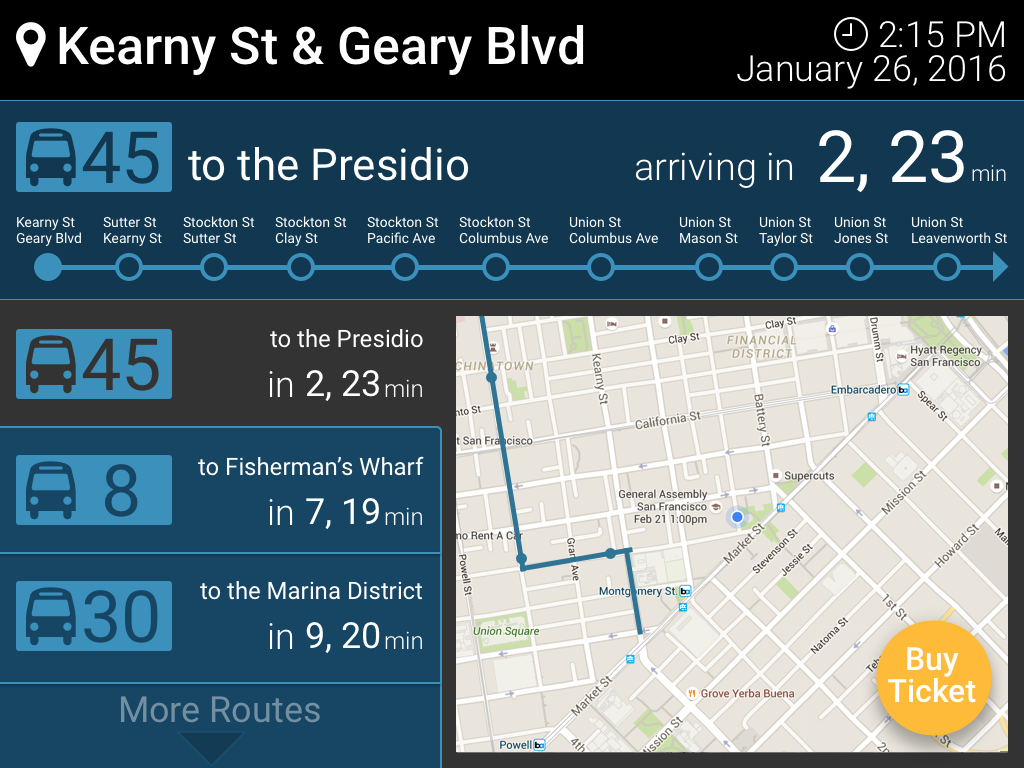 Kearny St & Geary Blvd
2:15 PM
January 26, 2016
45 to the Presidio
arriving in 2, 23 min
Kearny St
Geary Blvd
Sutter St
Kearny St
Stockton St
Sutter St
Stockton St
Clay St
Stockton St
Pacific Ave
Stockton St
Columbus Ave
Union St
Columbus Ave
Union St
Mason St
Union St
Taylor St
Union St
Jones St
Union St
Leavenworth St
45
to the Presidio
in 2, 23 min
8
to Fisherman's Wharf
in 7, 19 min
30
to the Marina District
in 9, 20 min
More Routes
Clay St
Clay St
FINANCIAL
DISTRICT
Drumm St
Hyatt Regency
San Francisco
CHINATOWN
Kearny St
Embarcadero
Spear St
nto St
California St
Battery St
t San Francisco
Supercuts
Mission St
General Assembly
San Francisco
Feb 21 1:00pm
no Rent A Car
Grant Ave
Market St
Stevenson St
Jessie St
Howard St
Powell St
Montgomery St.
1st St
Union Square
Natoma St
Market St
Grove Yerba Buena
Mission St
Powell
4th
Buy
Ticket